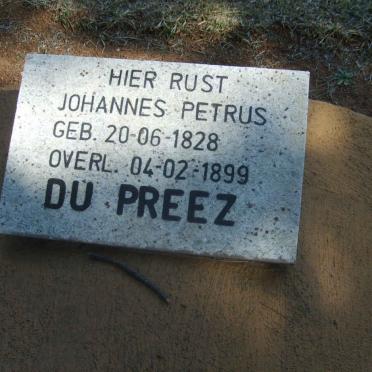 HIER RUST
JOHANNES PETRUS
GEB. 20-06-1828
OVERL. 04-02-1899
DU PREEZ